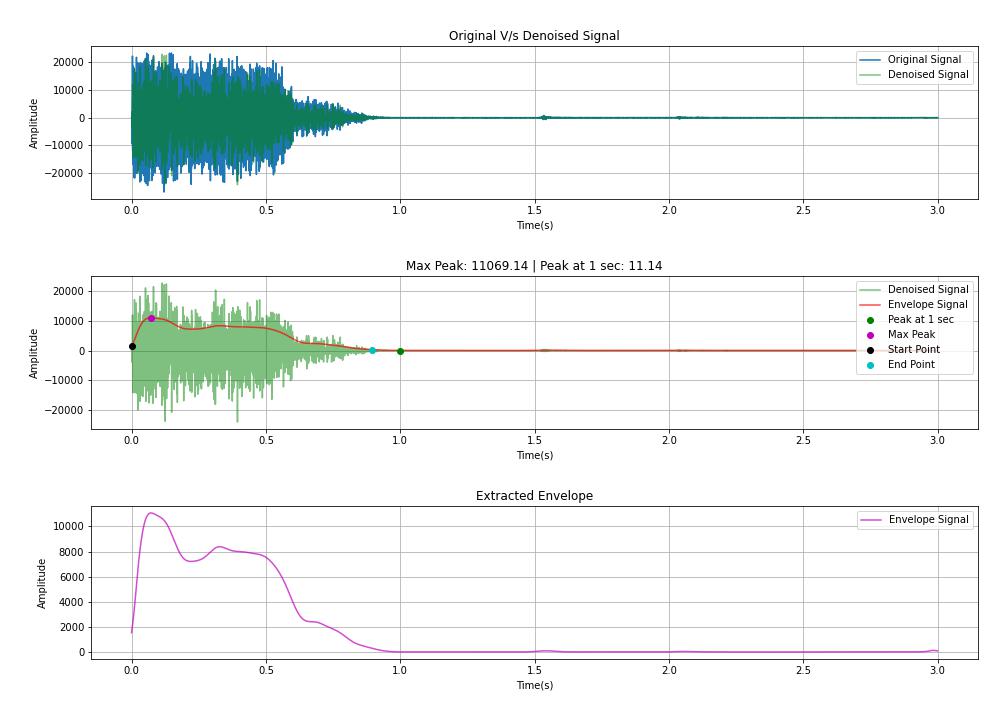 Original V/s Denoised Signal
Amplitude
20000
10000
0
−10000
−20000
Original Signal
Denoised Signal
0.0 0.5 1.0 1.5 2.0 2.5 3.0
Time(s)
Max Peak: 11069.14 | Peak at 1 sec: 11.14
Amplitude
20000
10000
0
−10000
−20000
Denoised Signal
Envelope Signal
Peak at 1 sec
Max Peak
Start Point
End Point
0.0 0.5 1.0 1.5 2.0 2.5 3.0
Time(s)
Extracted Envelope
Amplitude
10000
8000
6000
4000
2000
0
Envelope Signal
0.0 0.5 1.0 1.5 2.0 2.5 3.0
Time(s)